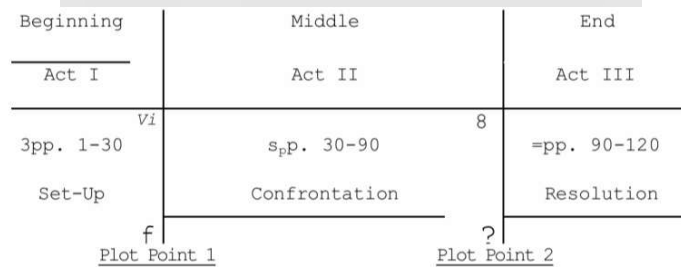 Beginning Middle End
Act I Act II Act III
Vi 8
3pp. 1-30 spp. 30-90 =pp. 90-120
Set-Up Confrontation Resolution
f ?
Plot Point 1 Plot Point 2